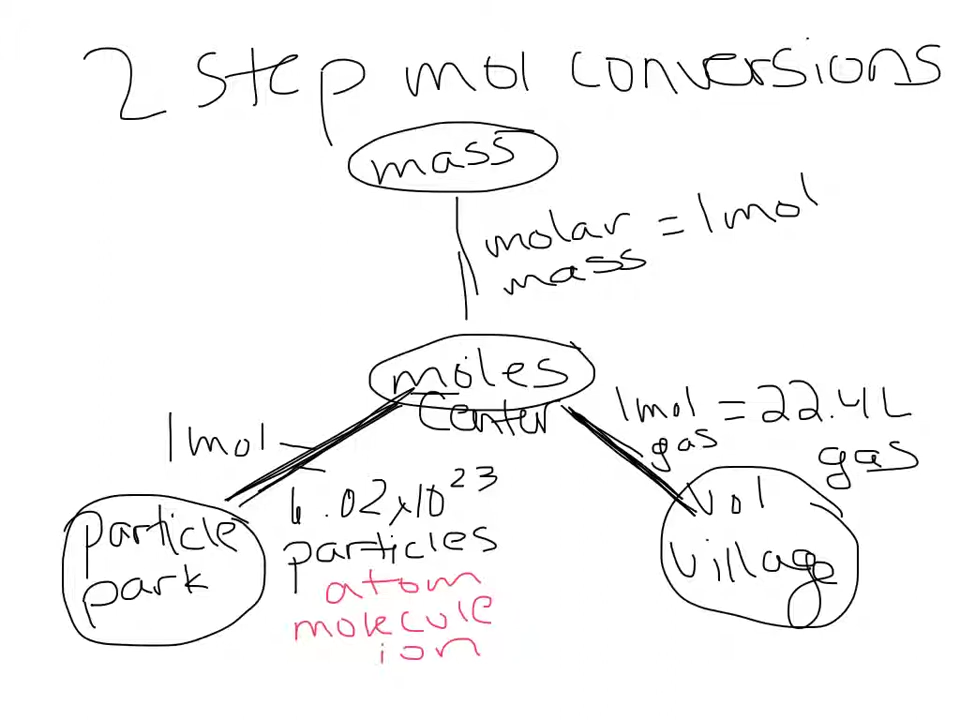 2 step mol conversions
mass
molar = 1mol
mass
moles
Center
1mol = 22.4L
gas gas
1mol
6.02x10^23
particles
atom
molecule
ion
particle
park
vol
village